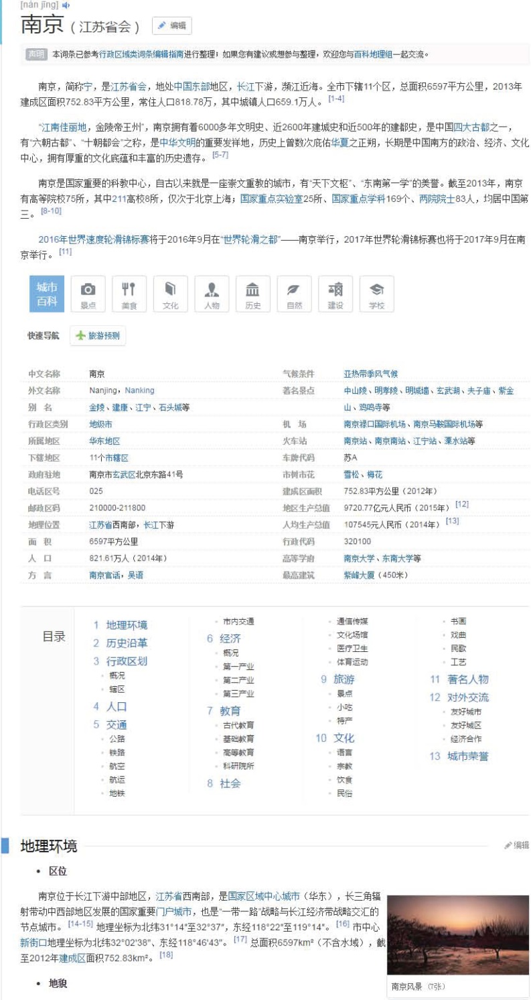 [nán jīng]
南京（江苏省会） 编辑
声明 本词条已参考行政区域类词条编辑指南进行整理；如果您有建议或想参与整理，欢迎您与百科地理组一起交流。
南京，简称宁，是江苏省会，地处中国东部地区，长江下游，濒江近海。全市下辖11个区，总面积6597平方公里，2013年
建成区面积752.83平方公里，常住人口818.78万，其中城镇人口659.1万人。 [1-4]
“江南佳丽地，金陵帝王州”，南京拥有着6000多年文明史、近2600年建城史和近500年的建都史，是中国四大古都之一，
有“六朝古都”、“十朝都会”之称，是中华文明的重要发祥地，历史上曾数次庇佑华夏之正朔，长期是中国南方的政治、经济、文化
中心，拥有厚重的文化底蕴和丰富的历史遗存。 [5-7]
南京是国家重要的科教中心，自古以来就是一座崇文重教的城市，有“天下文枢”、“东南第一学”的美誉。截至2013年，南京
有高等院校75所，其中211高校8所，仅次于北京上海；国家重点实验室25所、国家重点学科169个、两院院士83人，均居中国第
三。 [8-10]
2016年世界速度轮滑锦标赛将于2016年9月在“世界轮滑之都”——南京举行，2017年世界轮滑锦标赛也将于2017年9月在南
京举行。 [11]
城市
百科
景点 美食 文化 人物 历史 自然 建设 学校
快速导航 旅游预测
中文名称 南京 气候条件 亚热带季风气候
外文名称 Nanjing，Nanking 著名景点 中山陵、明孝陵、明城墙、玄武湖、夫子庙、紫金
别 名 金陵、建康、江宁、石头城等 山、鸡鸣寺等
行政区类别 地级市 机 场 南京禄口国际机场、南京马鞍国际机场等
所属地区 华东地区 火车站 南京站、南京南站、江宁站、溧水站等
下辖地区 11个市辖区 车牌代码 苏A
政府驻地 南京市玄武区北京东路41号 市树市花 雪松、梅花
电话区号 025 建成区面积 752.83平方公里（2012年）
邮政区码 210000-211800 地区生产总值 9720.77亿元人民币（2015年） [12]
地理位置 江苏省西南部，长江下游 人均生产总值 107545元人民币（2014年） [13]
面 积 6597平方公里 行政代码 320100
人 口 821.61万人（2014年） 高等学府 南京大学、东南大学等
方 言 南京官话，吴语 最高建筑 紫峰大厦（450米）
目录
1 地理环境
2 历史沿革
3 行政区划
概况
辖区
4 人口
5 交通
公路
铁路
航空
航运
地铁
市内交通
6 经济
概况
第一产业
第二产业
第三产业
7 教育
古代教育
基础教育
高等教育
科研院所
8 社会
通信传媒
文化场馆
医疗卫生
体育运动
9 旅游
景点
小吃
特产
10 文化
语言
宗教
饮食
民俗
书画
戏曲
民歌
工艺
11 著名人物
12 对外交流
友好城市
友好城区
经济合作
13 城市荣誉
地理环境 编辑
区位
南京位于长江下游中部地区，江苏省西南部，是国家区域中心城市（华东），长三角辐
射带动中西部地区发展的国家重要门户城市，也是“一带一路”战略与长江经济带战略交汇的
节点城市。 [14-15] 地理坐标为北纬31°14″至32°37″，东经118°22″至119°14″。 [16] 市中心
新街口地理坐标为北纬32°02′38″、东经118°46′43″。 [17] 总面积6597km²（不含水域），截
至2012年建成区面积752.83km²。 [18]
地貌
南京风景（7张）